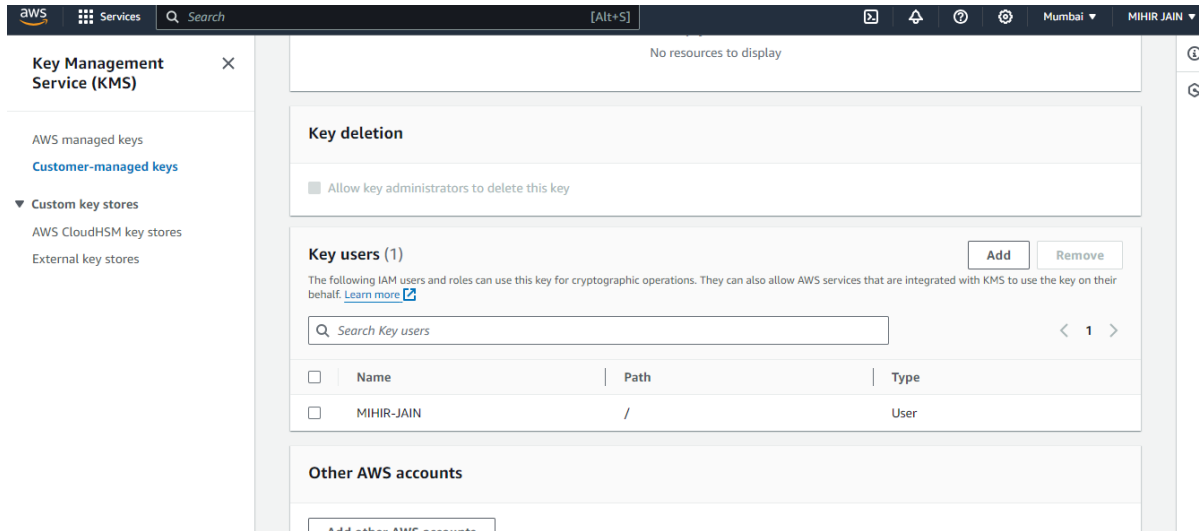 aws Services Search [Alt+S] Mumbai MIHIR JAIN
No resources to display
Key Management
Service (KMS)
AWS managed keys
Customer-managed keys
Custom key stores
AWS CloudHSM key stores
External key stores
Key deletion
Allow key administrators to delete this key
Key users (1)
Add Remove
The following IAM users and roles can use this key for cryptographic operations. They can also allow AWS services that are integrated with KMS to use the key on their
behalf. Learn more
Search Key users
1
Name Path Type
MIHIR-JAIN / User
Other AWS accounts
Add other AWS accounts